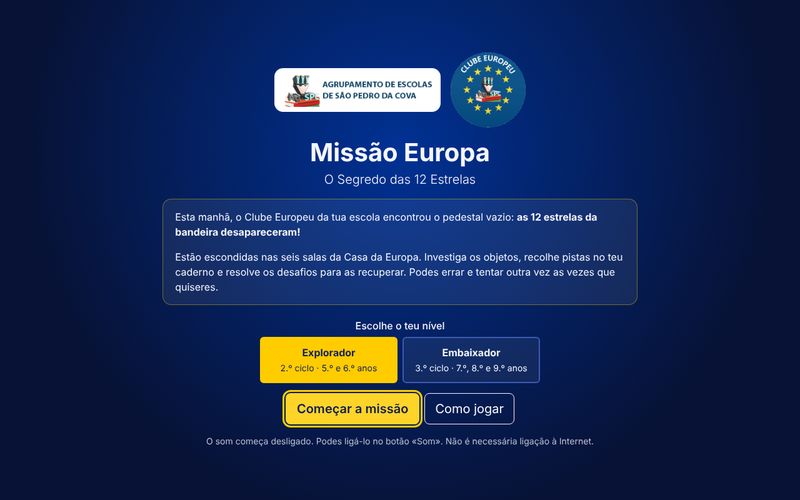 AGRUPAMENTO DE ESCOLAS
DE SÃO PEDRO DA COVA
CLUBE EUROPEU
Missão Europa
O Segredo das 12 Estrelas
Esta manhã, o Clube Europeu da tua escola encontrou o pedestal vazio: as 12 estrelas da
bandeira desapareceram!
Estão escondidas nas seis salas da Casa da Europa. Investiga os objetos, recolhe pistas no teu
caderno e resolve os desafios para as recuperar. Podes errar e tentar outra vez as vezes que
quiseres.
Escolhe o teu nível
Explorador
2.º ciclo · 5.º e 6.º anos
Embaixador
3.º ciclo · 7.º, 8.º e 9.º anos
Começar a missão
Como jogar
O som começa desligado. Podes ligá-lo no botão «Som». Não é necessária ligação à Internet.